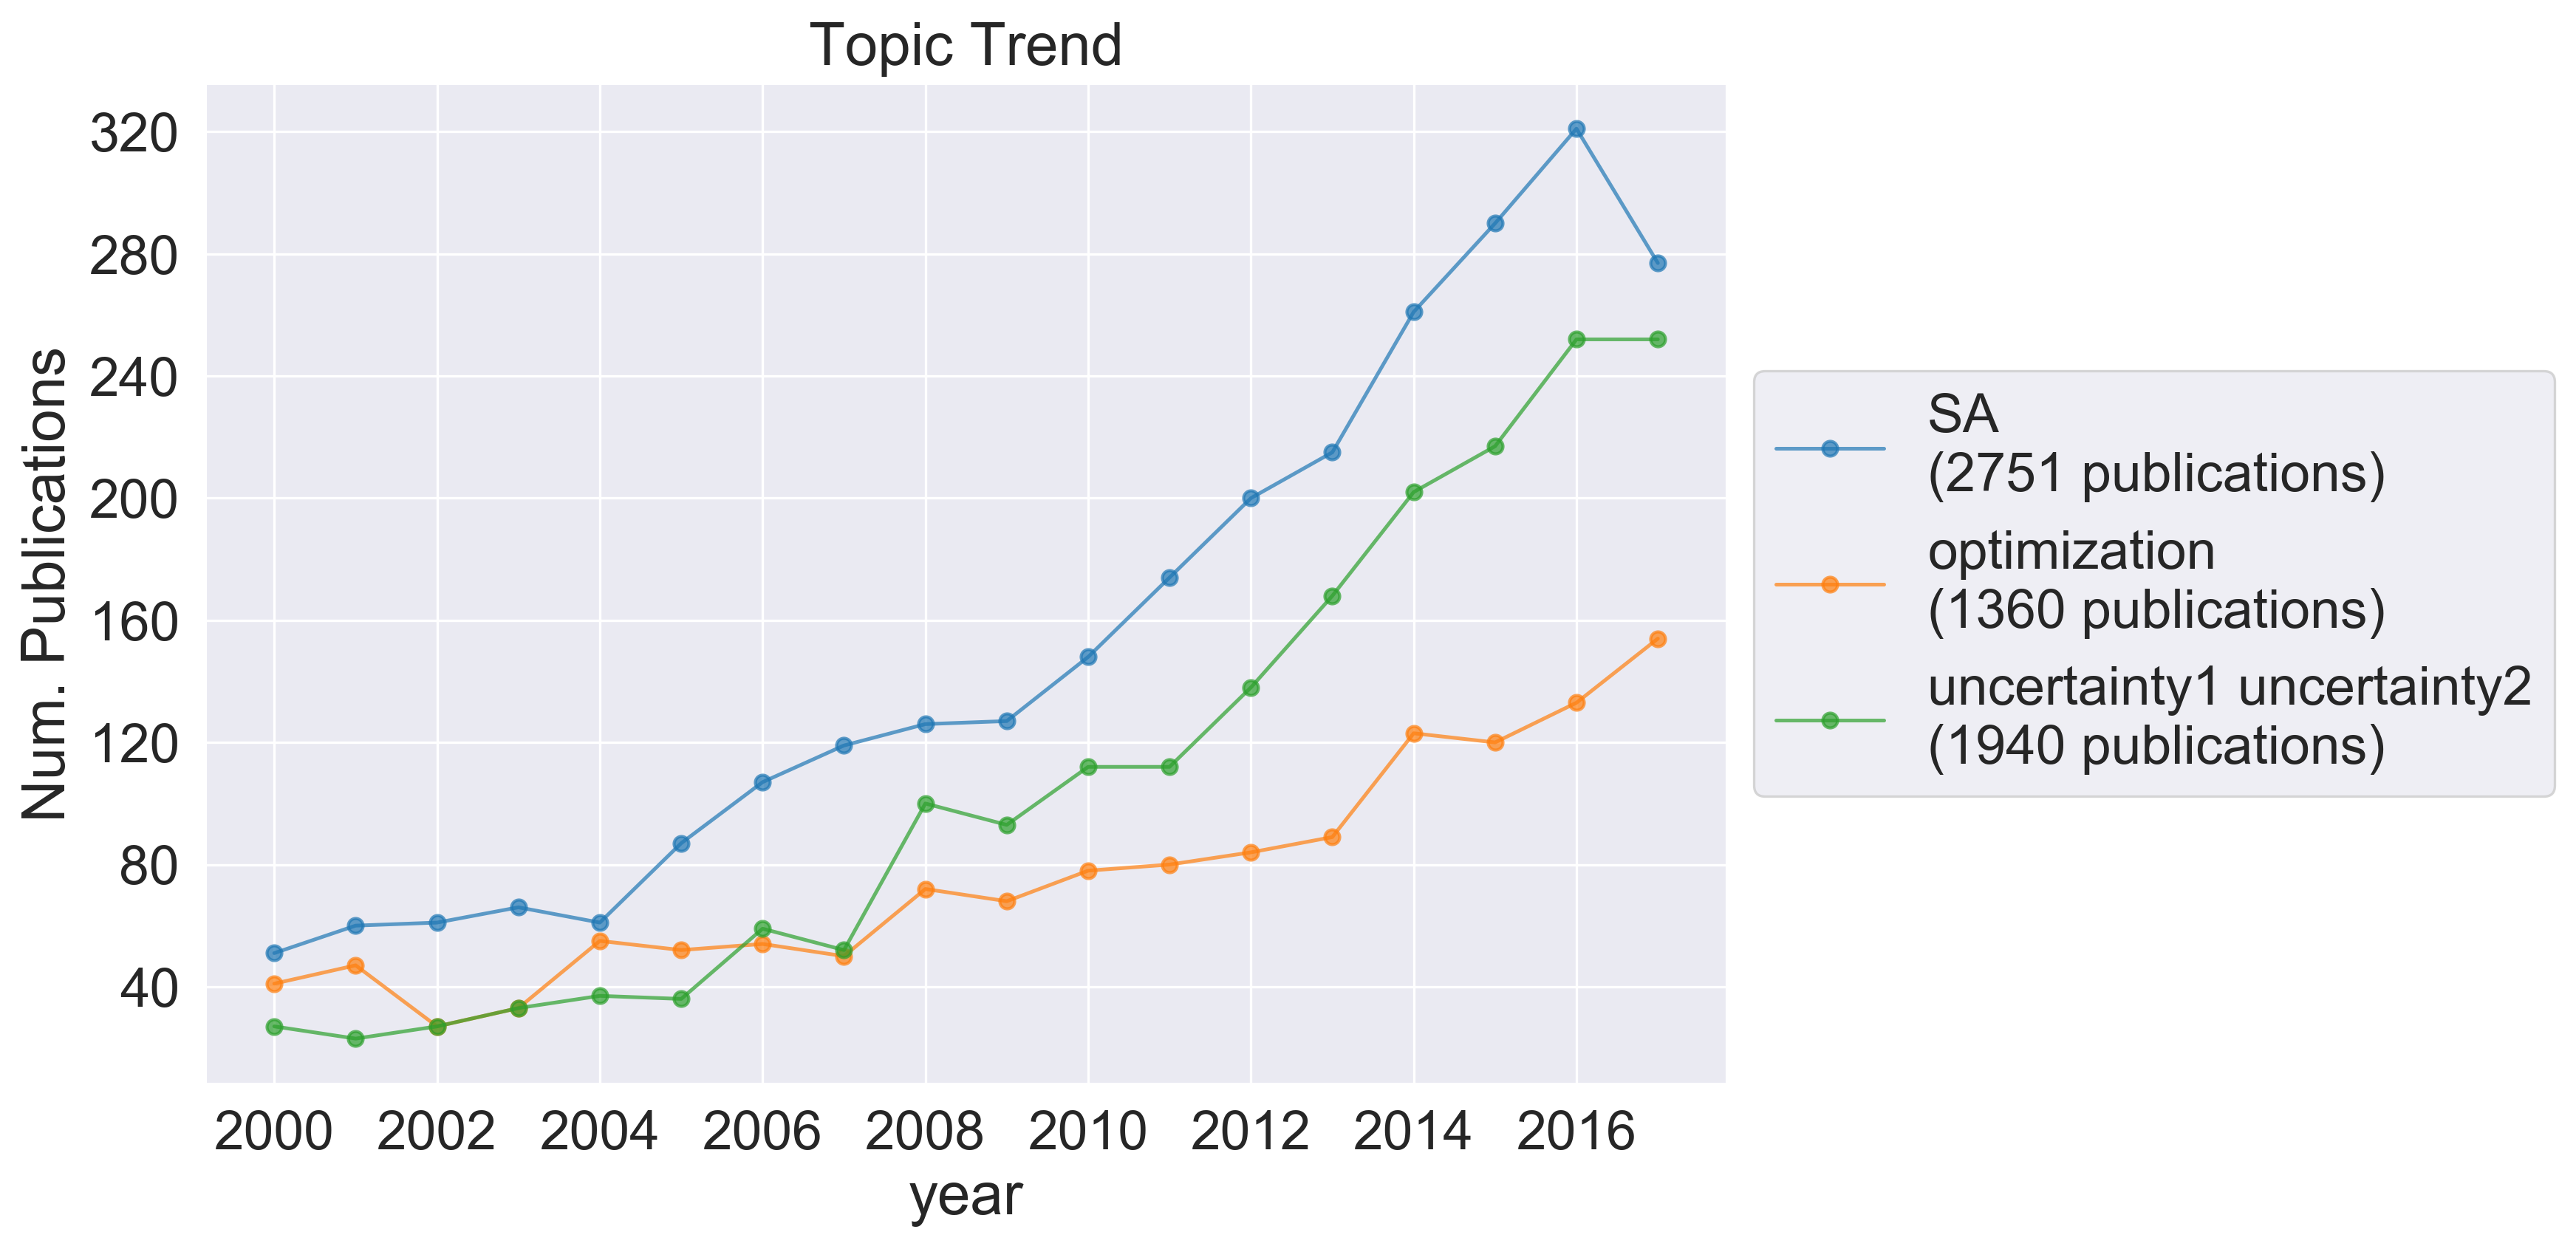 Topic Trend
320
280
240
200
160
120
80
40
Num. Publications
2000 2002 2004 2006 2008 2010 2012 2014 2016
year
SA
(2751 publications)
optimization
(1360 publications)
uncertainty1 uncertainty2
(1940 publications)